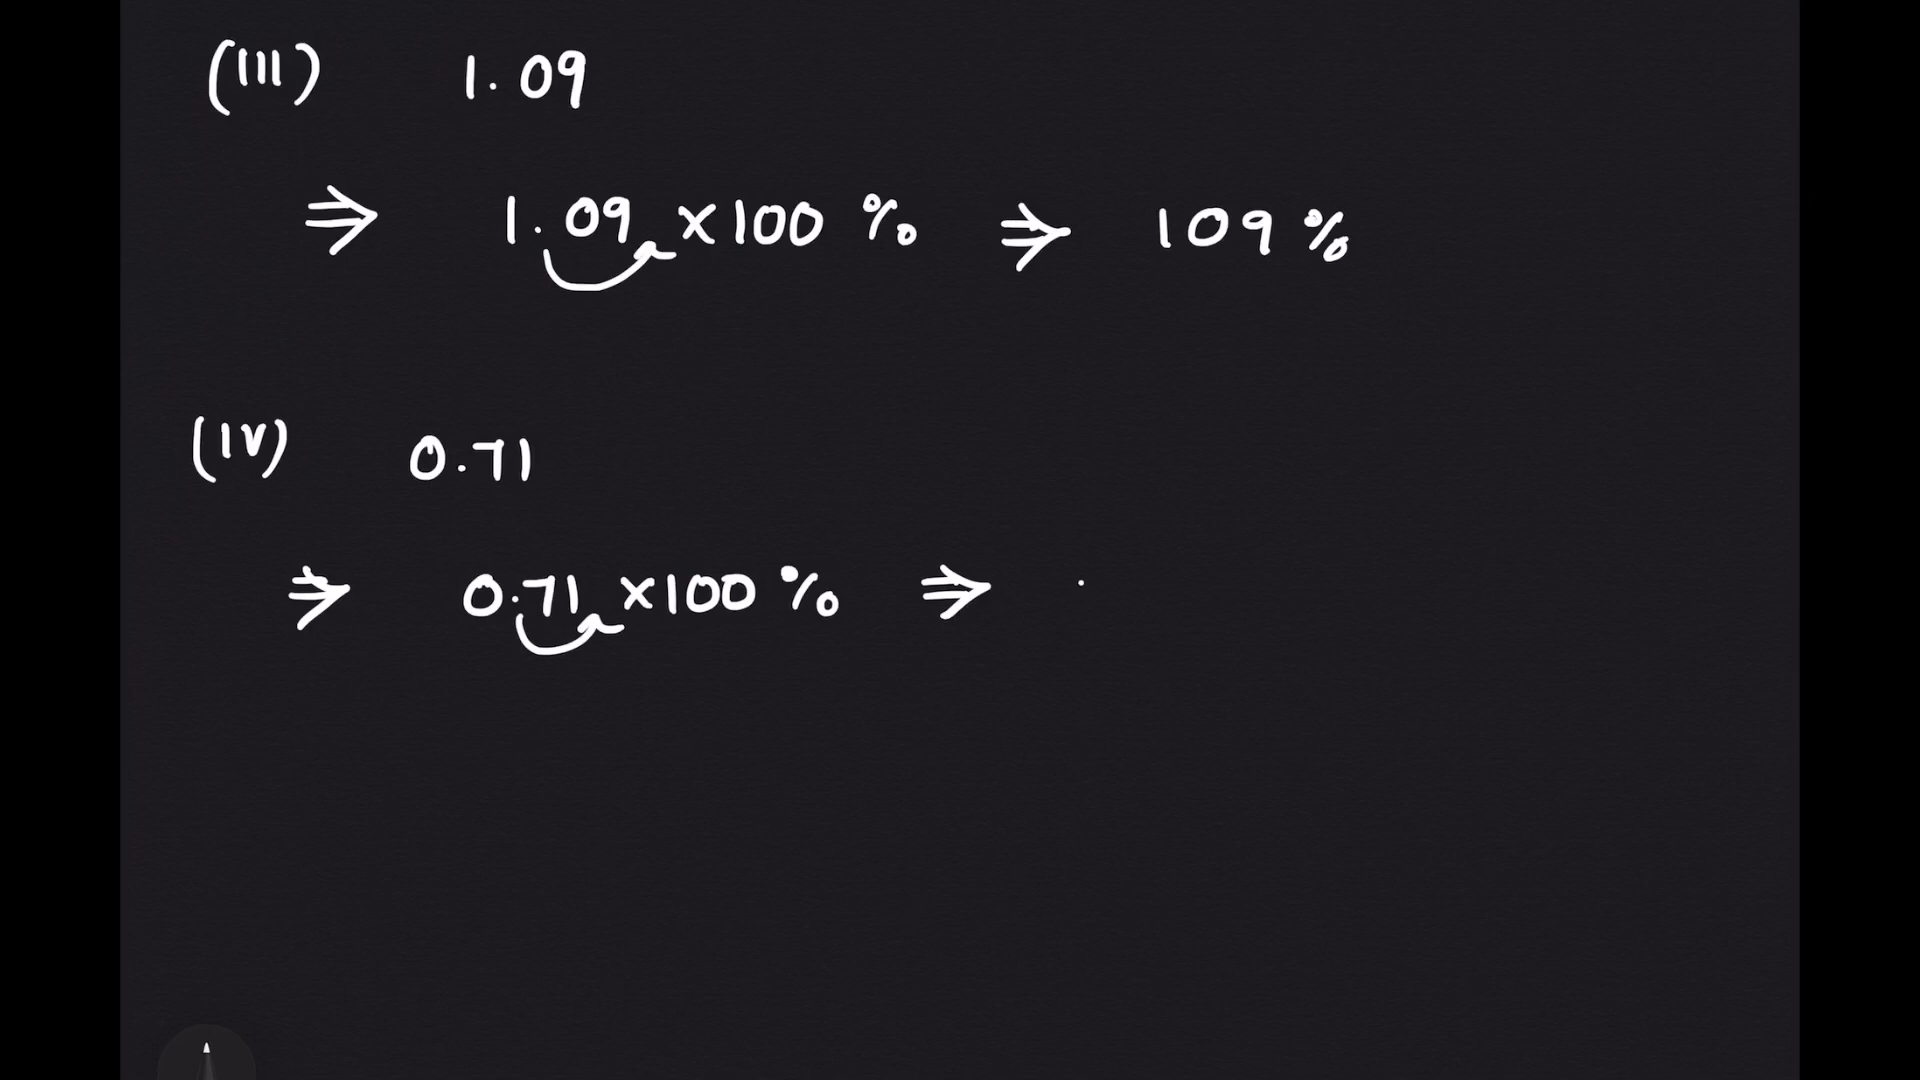 (III) 1.09
⇒ 1.09 × 100 % ⇒ 109 %
(IV) 0.71
⇒ 0.71 × 100 % ⇒